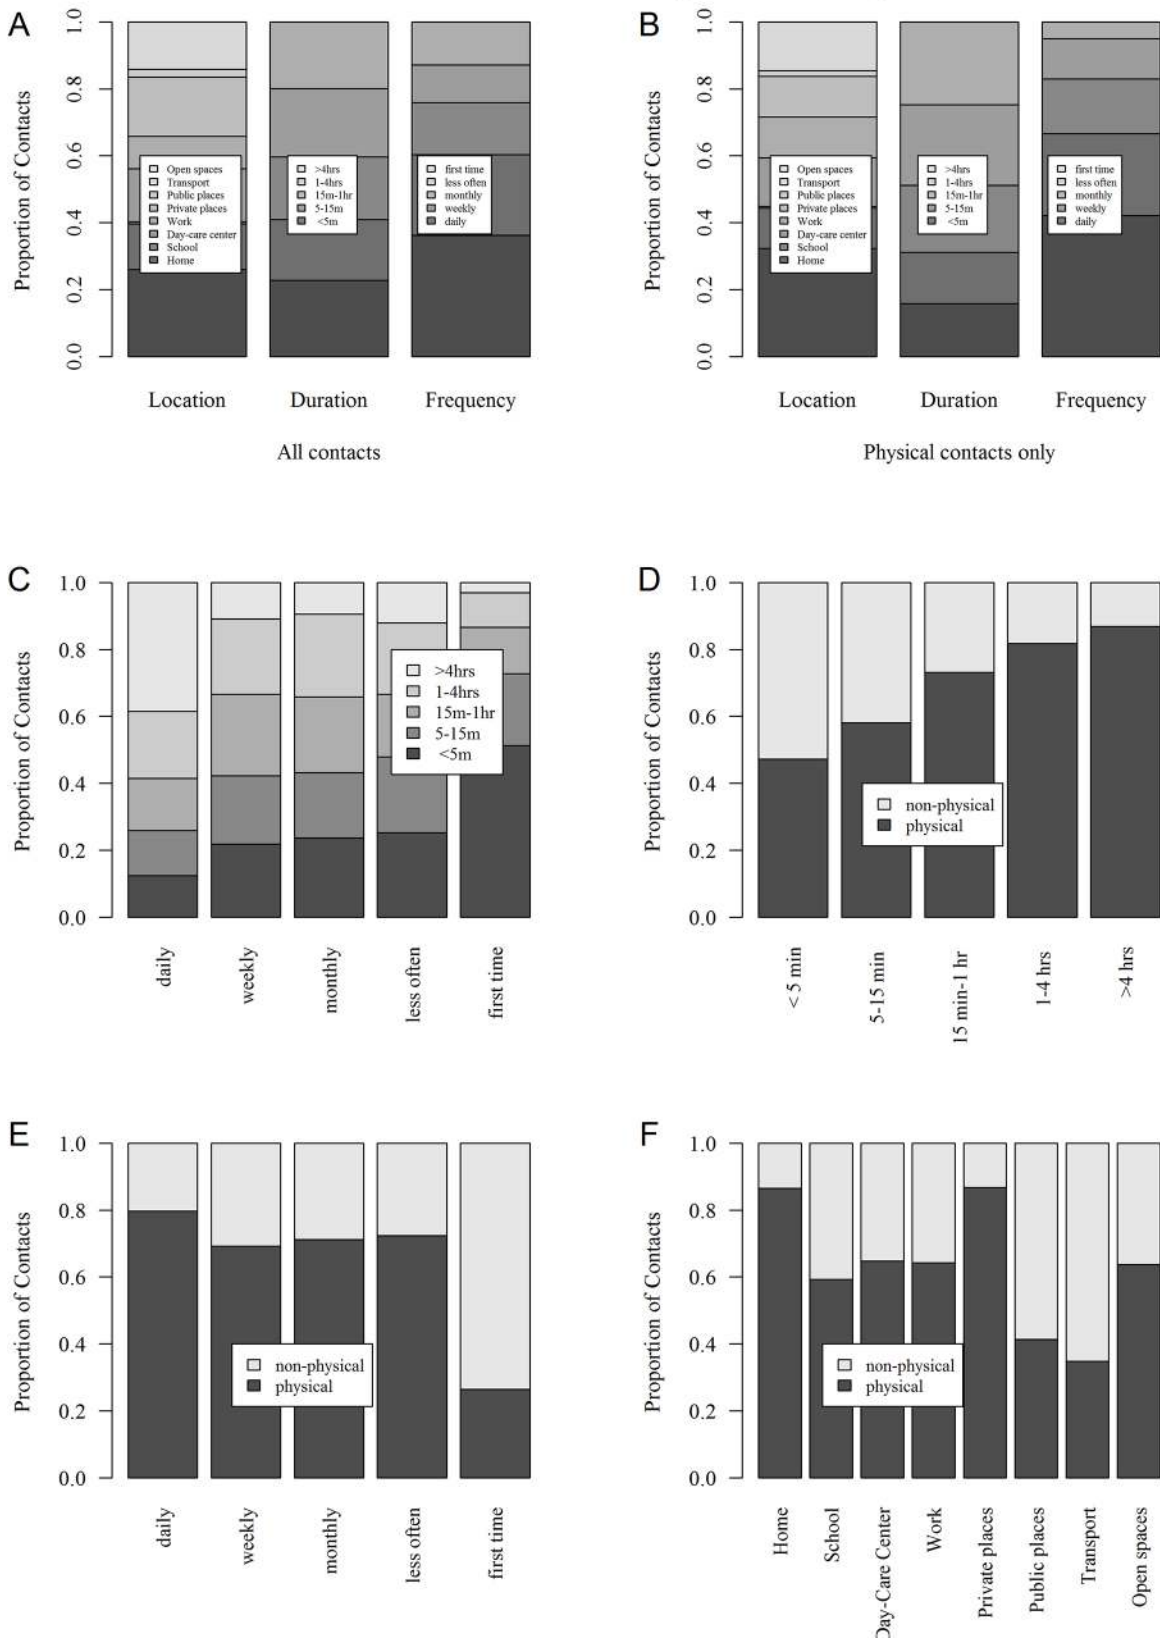 A
Proportion of Contacts
1.0
0.8
0.6
0.4
0.2
0.0
Open spaces
Transport
Public places
Private places
Work
Day-care center
School
Home
>4hrs
1-4hrs
15m-1hr
5-15m
<5m
first time
less often
monthly
weekly
daily
Location
Duration
Frequency
All contacts
B
Proportion of Contacts
1.0
0.8
0.6
0.4
0.2
0.0
Open spaces
Transport
Public places
Private places
Work
Day-care center
School
Home
>4hrs
1-4hrs
15m-1hr
5-15m
<5m
first time
less often
monthly
weekly
daily
Location
Duration
Frequency
Physical contacts only
C
Proportion of Contacts
1.0
0.8
0.6
0.4
0.2
0.0
>4hrs
1-4hrs
15m-1hr
5-15m
<5m
daily
weekly
monthly
less often
first time
D
Proportion of Contacts
1.0
0.8
0.6
0.4
0.2
0.0
non-physical
physical
< 5 min
5-15 min
15 min-1 hr
1-4 hrs
>4 hrs
E
Proportion of Contacts
1.0
0.8
0.6
0.4
0.2
0.0
non-physical
physical
daily
weekly
monthly
less often
first time
F
Proportion of Contacts
1.0
0.8
0.6
0.4
0.2
0.0
non-physical
physical
Home
School
Day-Care Center
Work
Private places
Public places
Transport
Open spaces